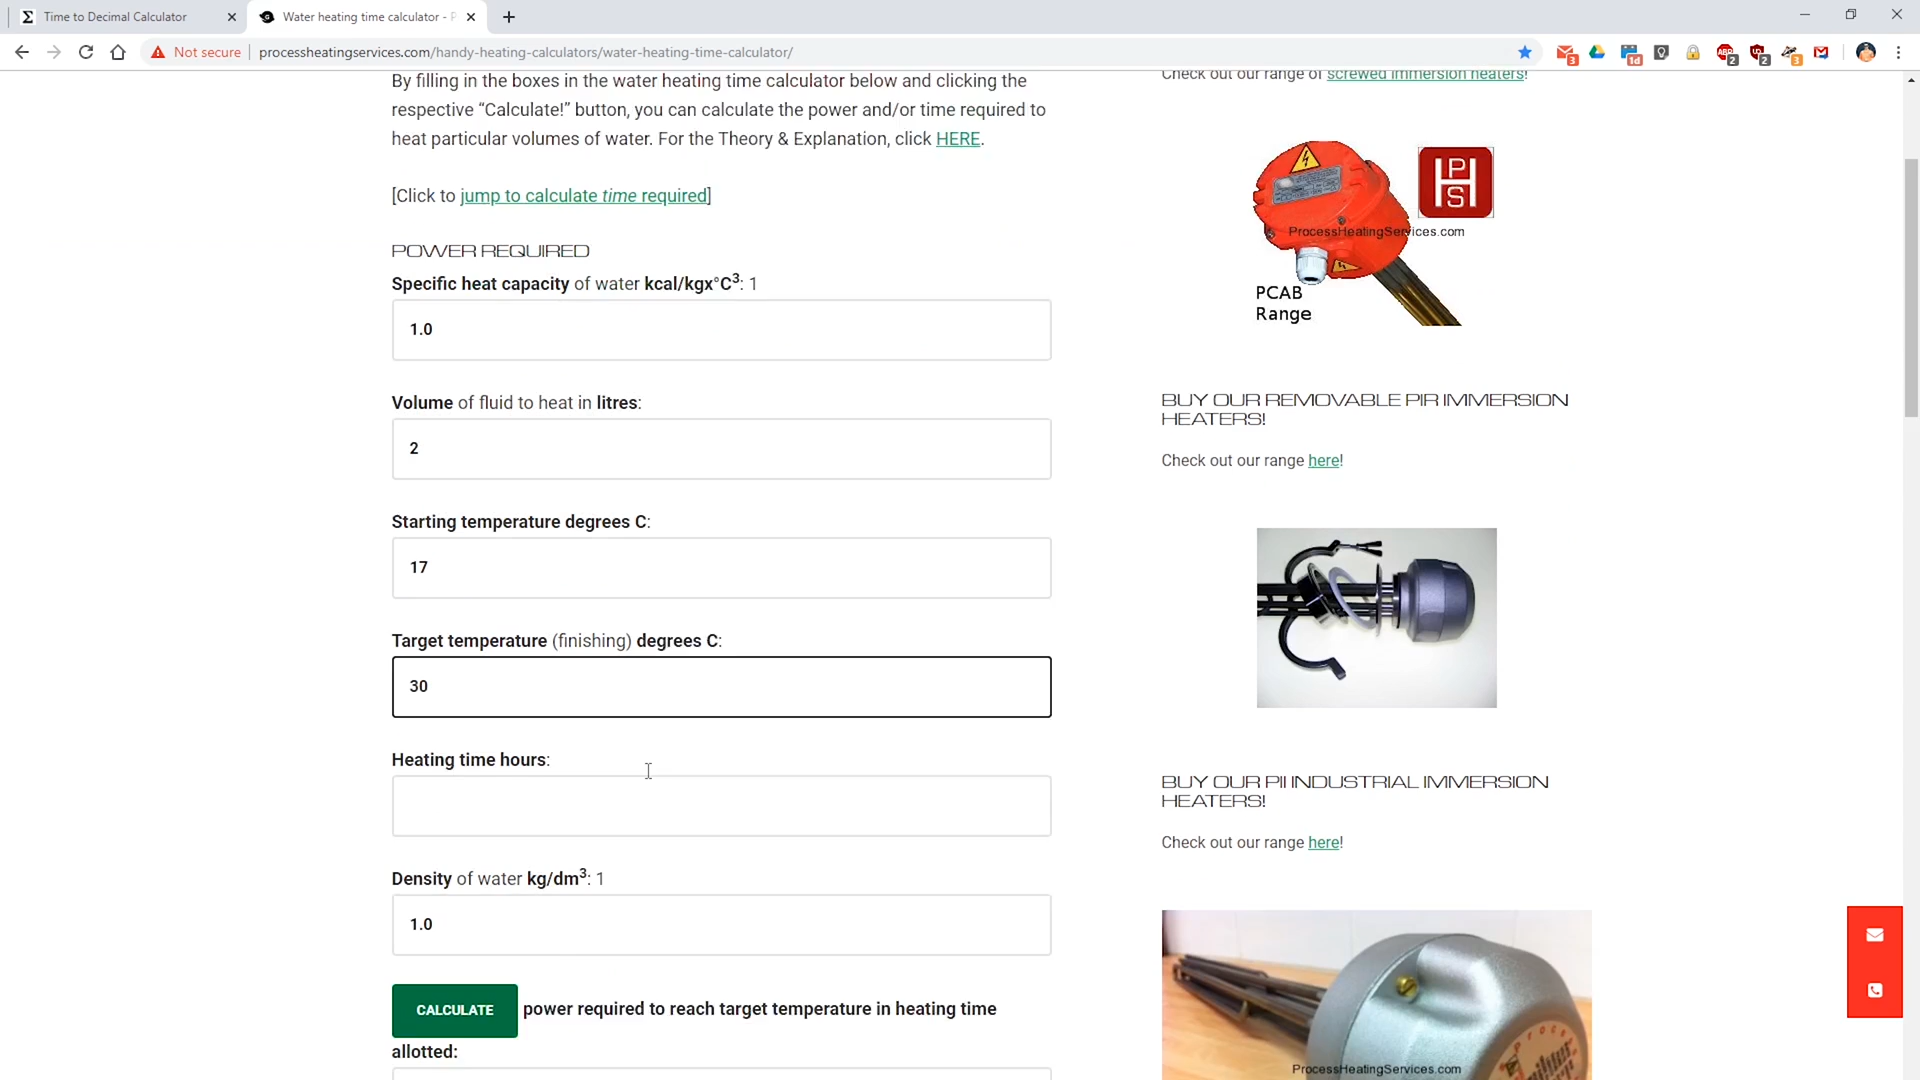 Time to Decimal Calculator
Water heating time calculator - P
Not secure
processheatingservices.com/handy-heating-calculators/water-heating-time-calculator/
3
1d
2
2
3
By filling in the boxes in the water heating time calculator below and clicking the
respective “Calculate!” button, you can calculate the power and/or time required to
heat particular volumes of water. For the Theory & Explanation, click HERE.
[Click to jump to calculate time required]
POWER REQUIRED
Specific heat capacity of water kcal/kgx°C³: 1
1.0
Volume of fluid to heat in litres:
2
Starting temperature degrees C:
17
Target temperature (finishing) degrees C:
30
Heating time hours:
Density of water kg/dm³: 1
1.0
CALCULATE power required to reach target temperature in heating time
allotted:
Check out our range of screwed immersion heaters!
HPS
ProcessHeatingServices.com
PCAB
Range
BUY OUR REMOVABLE PIR IMMERSION
HEATERS!
Check out our range here!
BUY OUR PII INDUSTRIAL IMMERSION
HEATERS!
Check out our range here!
ProcessHeatingServices.com